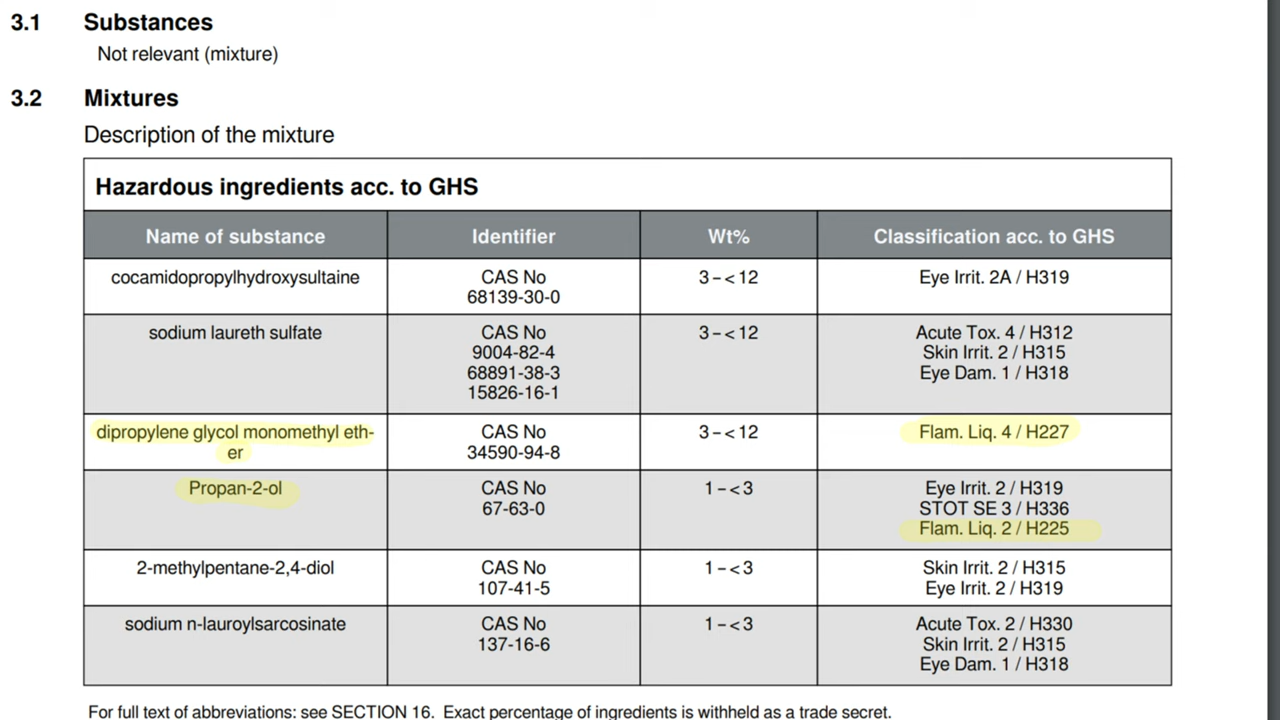 3.1 Substances
Not relevant (mixture)
3.2 Mixtures
Description of the mixture
Hazardous ingredients acc. to GHS
Name of substance Identifier Wt% Classification acc. to GHS
cocamidopropylhydroxysultaine CAS No 3 – < 12 Eye Irrit. 2A / H319
68139-30-0
sodium laureth sulfate CAS No 3 – < 12 Acute Tox. 4 / H312
9004-82-4 Skin Irrit. 2 / H315
68891-38-3 Eye Dam. 1 / H318
15826-16-1
dipropylene glycol monomethyl eth- CAS No 3 – < 12 Flam. Liq. 4 / H227
er 34590-94-8
Propan-2-ol CAS No 1 – < 3 Eye Irrit. 2 / H319
67-63-0 STOT SE 3 / H336
Flam. Liq. 2 / H225
2-methylpentane-2,4-diol CAS No 1 – < 3 Skin Irrit. 2 / H315
107-41-5 Eye Irrit. 2 / H319
sodium n-lauroylsarcosinate CAS No 1 – < 3 Acute Tox. 2 / H330
137-16-6 Skin Irrit. 2 / H315
Eye Dam. 1 / H318
For full text of abbreviations: see SECTION 16. Exact percentage of ingredients is withheld as a trade secret.